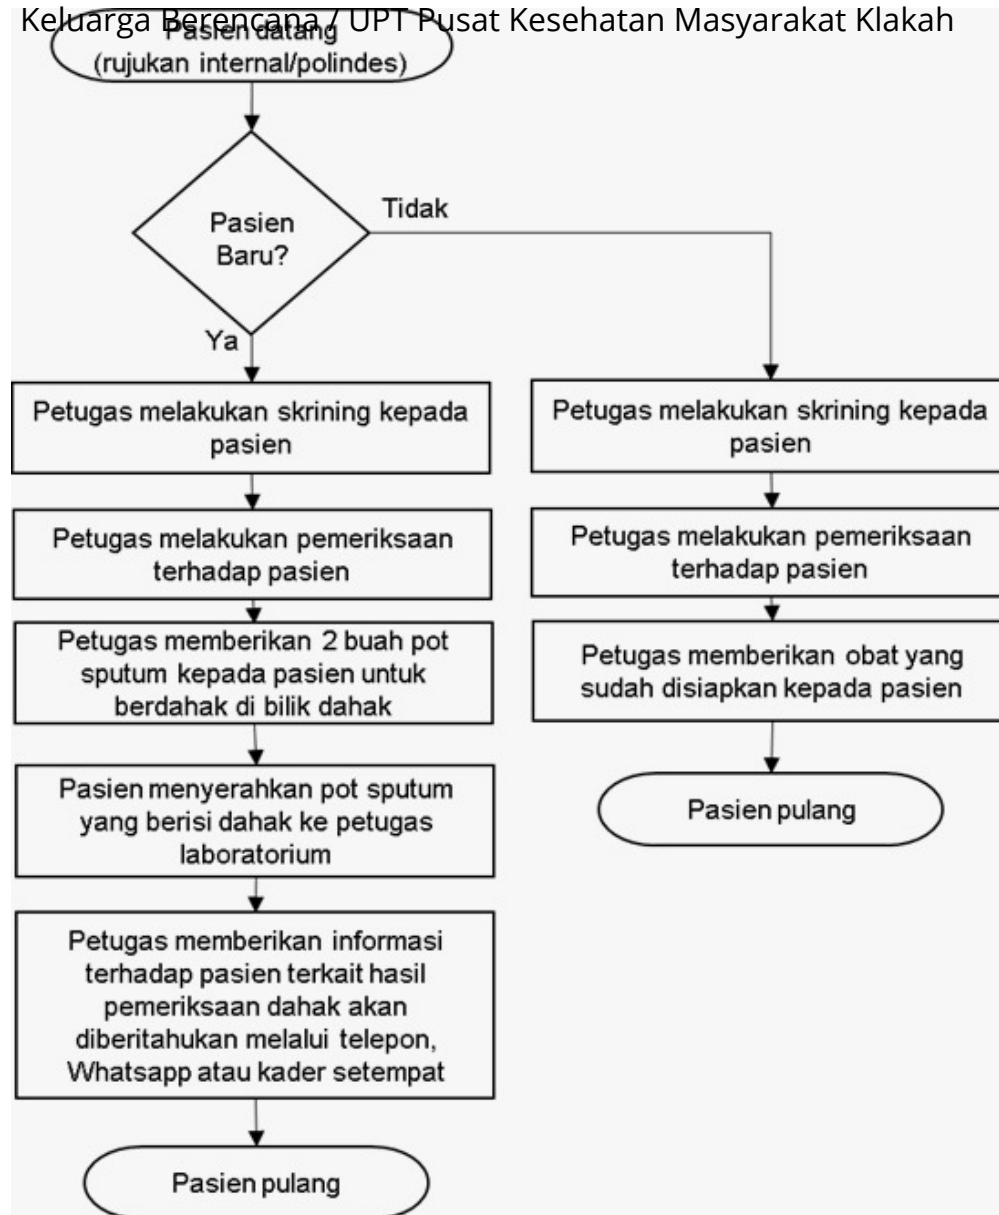 Keluarga Berencana / UPT Pusat Kesehatan Masyarakat Klakah
Pasien datang
(rujukan internal/polindes)
Pasien
Baru?
Tidak
Ya
Petugas melakukan skrining kepada
pasien
Petugas melakukan pemeriksaan
terhadap pasien
Petugas memberikan 2 buah pot
sputum kepada pasien untuk
berdahak di bilik dahak
Pasien menyerahkan pot sputum
yang berisi dahak ke petugas
laboratorium
Petugas memberikan informasi
terhadap pasien terkait hasil
pemeriksaan dahak akan
diberitahukan melalui telepon,
Whatsapp atau kader setempat
Pasien pulang
Petugas melakukan skrining kepada
pasien
Petugas melakukan pemeriksaan
terhadap pasien
Petugas memberikan obat yang
sudah disiapkan kepada pasien
Pasien pulang